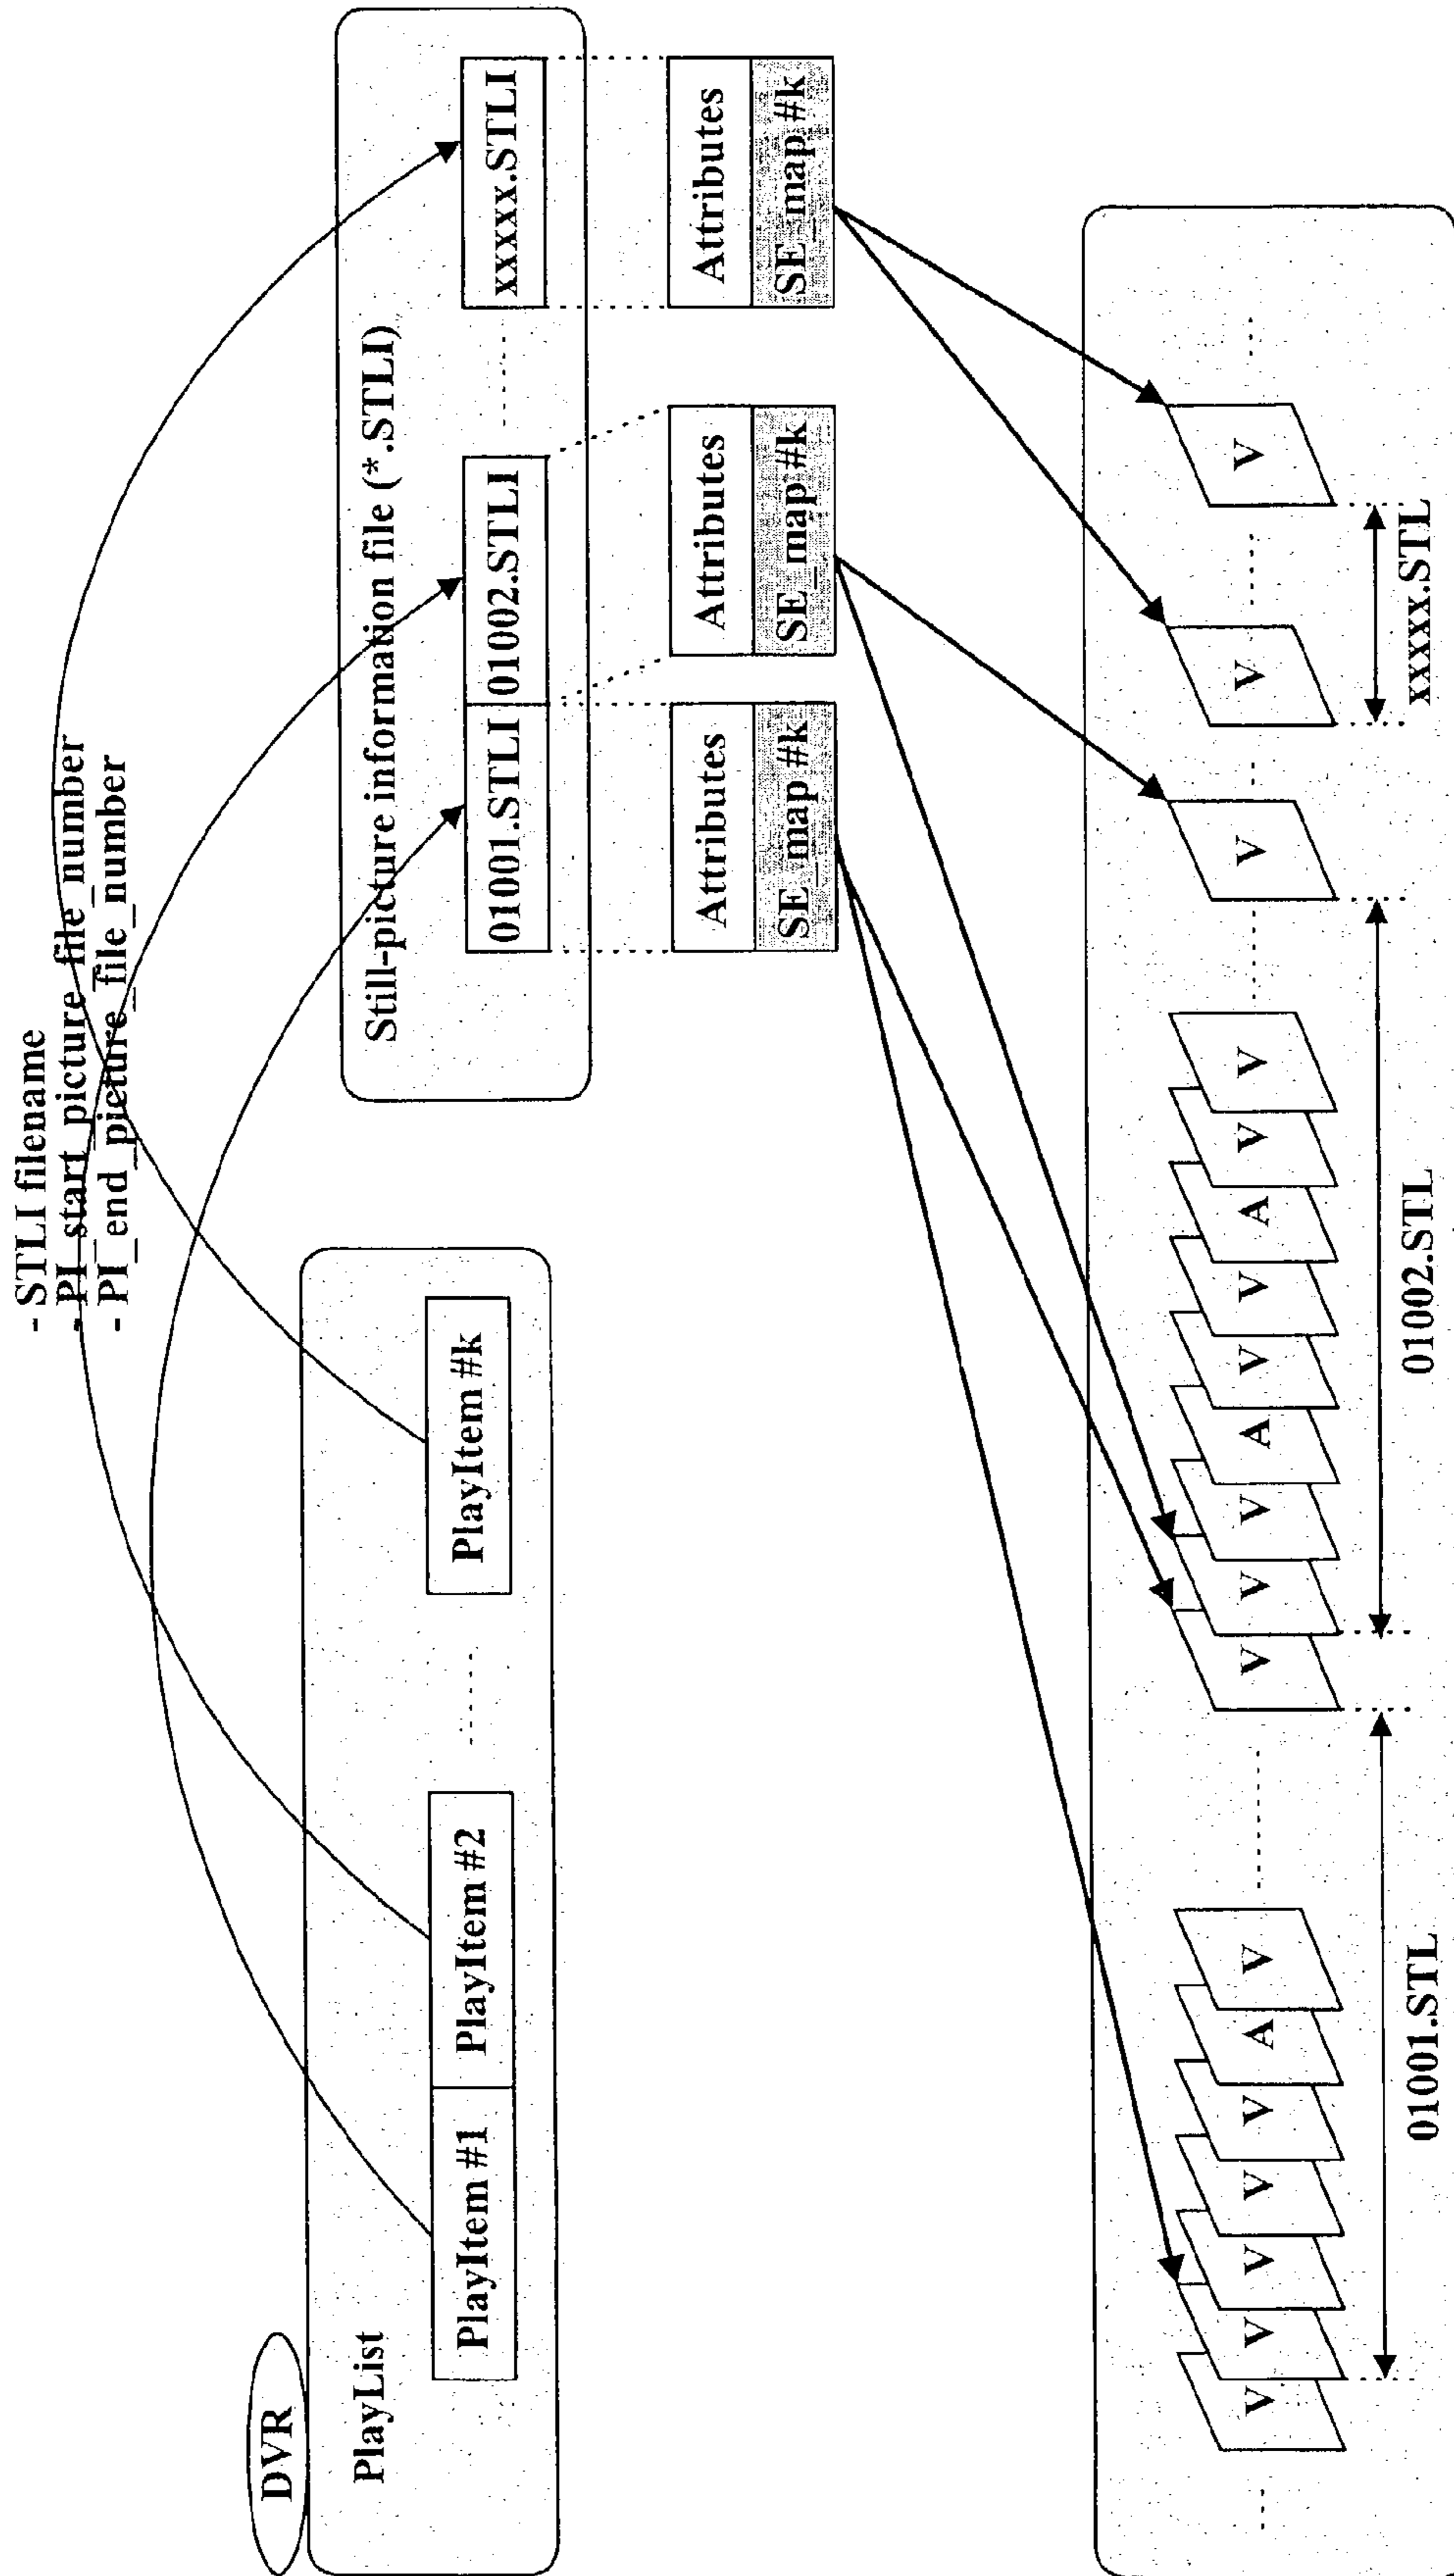 - STLI filename
- PI_start_picture_file_number
- PI_end_picture_file_number
DVR
PlayList
PlayItem #1
PlayItem #2
......
PlayItem #k
Still-picture information file (*.STLI)
01001.STLI
01002.STLI
......
xxxxx.STLI
Attributes
SE_map #k
Attributes
SE_map #k
Attributes
SE_map #k
... V V V V V A V ...... V V V A V V A V V ...... V ...... V ...... V ...
01001.STL
01002.STL
xxxxx.STL